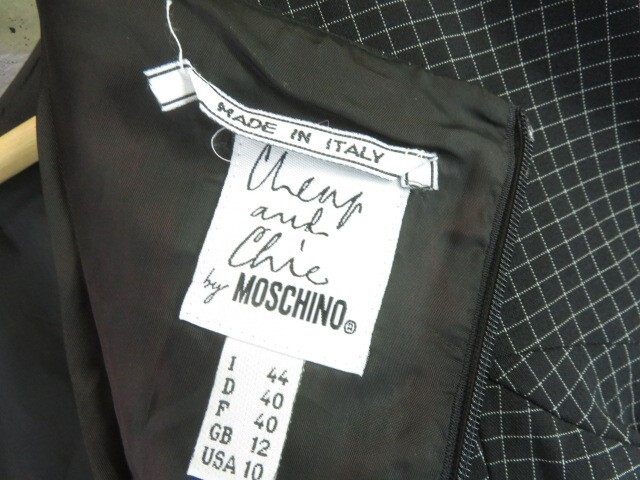 MADE IN ITALY
Cheap
and
Chic
by MOSCHINO®
I 44
D 40
F 40
GB 12
USA 10